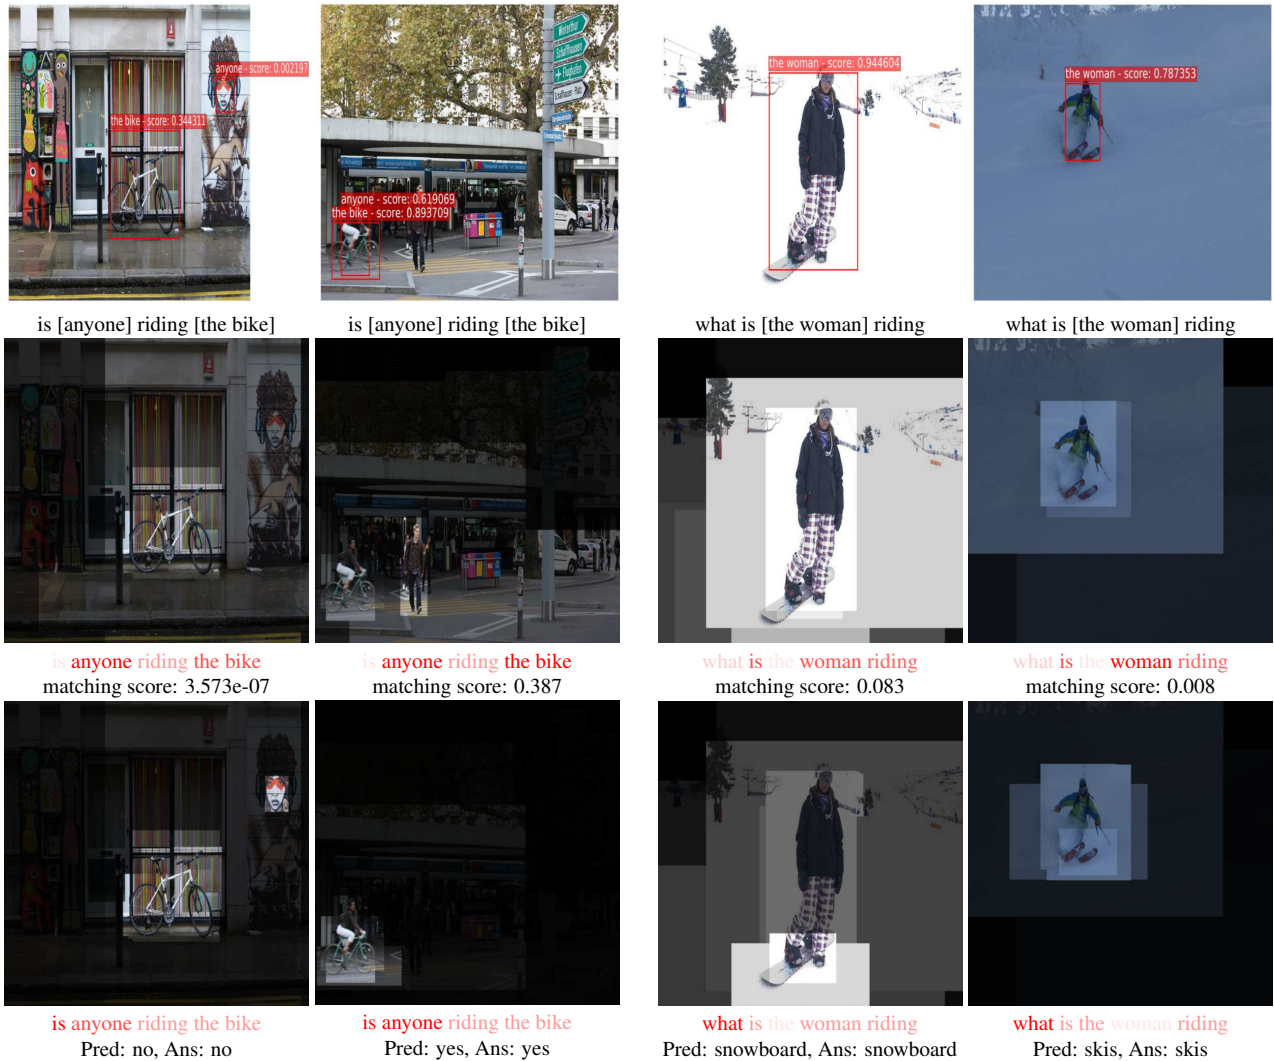 anyone - score: 0.002197
the bike - score: 0.344311
Winterthur
Schaffhausen
Flughafen
anyone - score: 0.619069
the bike - score: 0.893709
the woman - score: 0.944604
the woman - score: 0.787353
is [anyone] riding [the bike]
is [anyone] riding [the bike]
what is [the woman] riding
what is [the woman] riding
is anyone riding the bike
matching score: 3.573e-07
is anyone riding the bike
matching score: 0.387
what is the woman riding
matching score: 0.083
what is the woman riding
matching score: 0.008
is anyone riding the bike
Pred: no, Ans: no
is anyone riding the bike
Pred: yes, Ans: yes
what is the woman riding
Pred: snowboard, Ans: snowboard
what is the woman riding
Pred: skis, Ans: skis